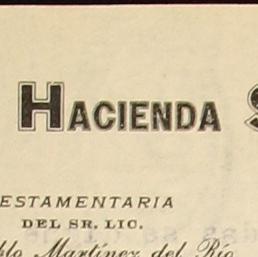 HACIENDA S
ESTAMENTARIA
DEL SR. LIC.
blo Martínez del Río